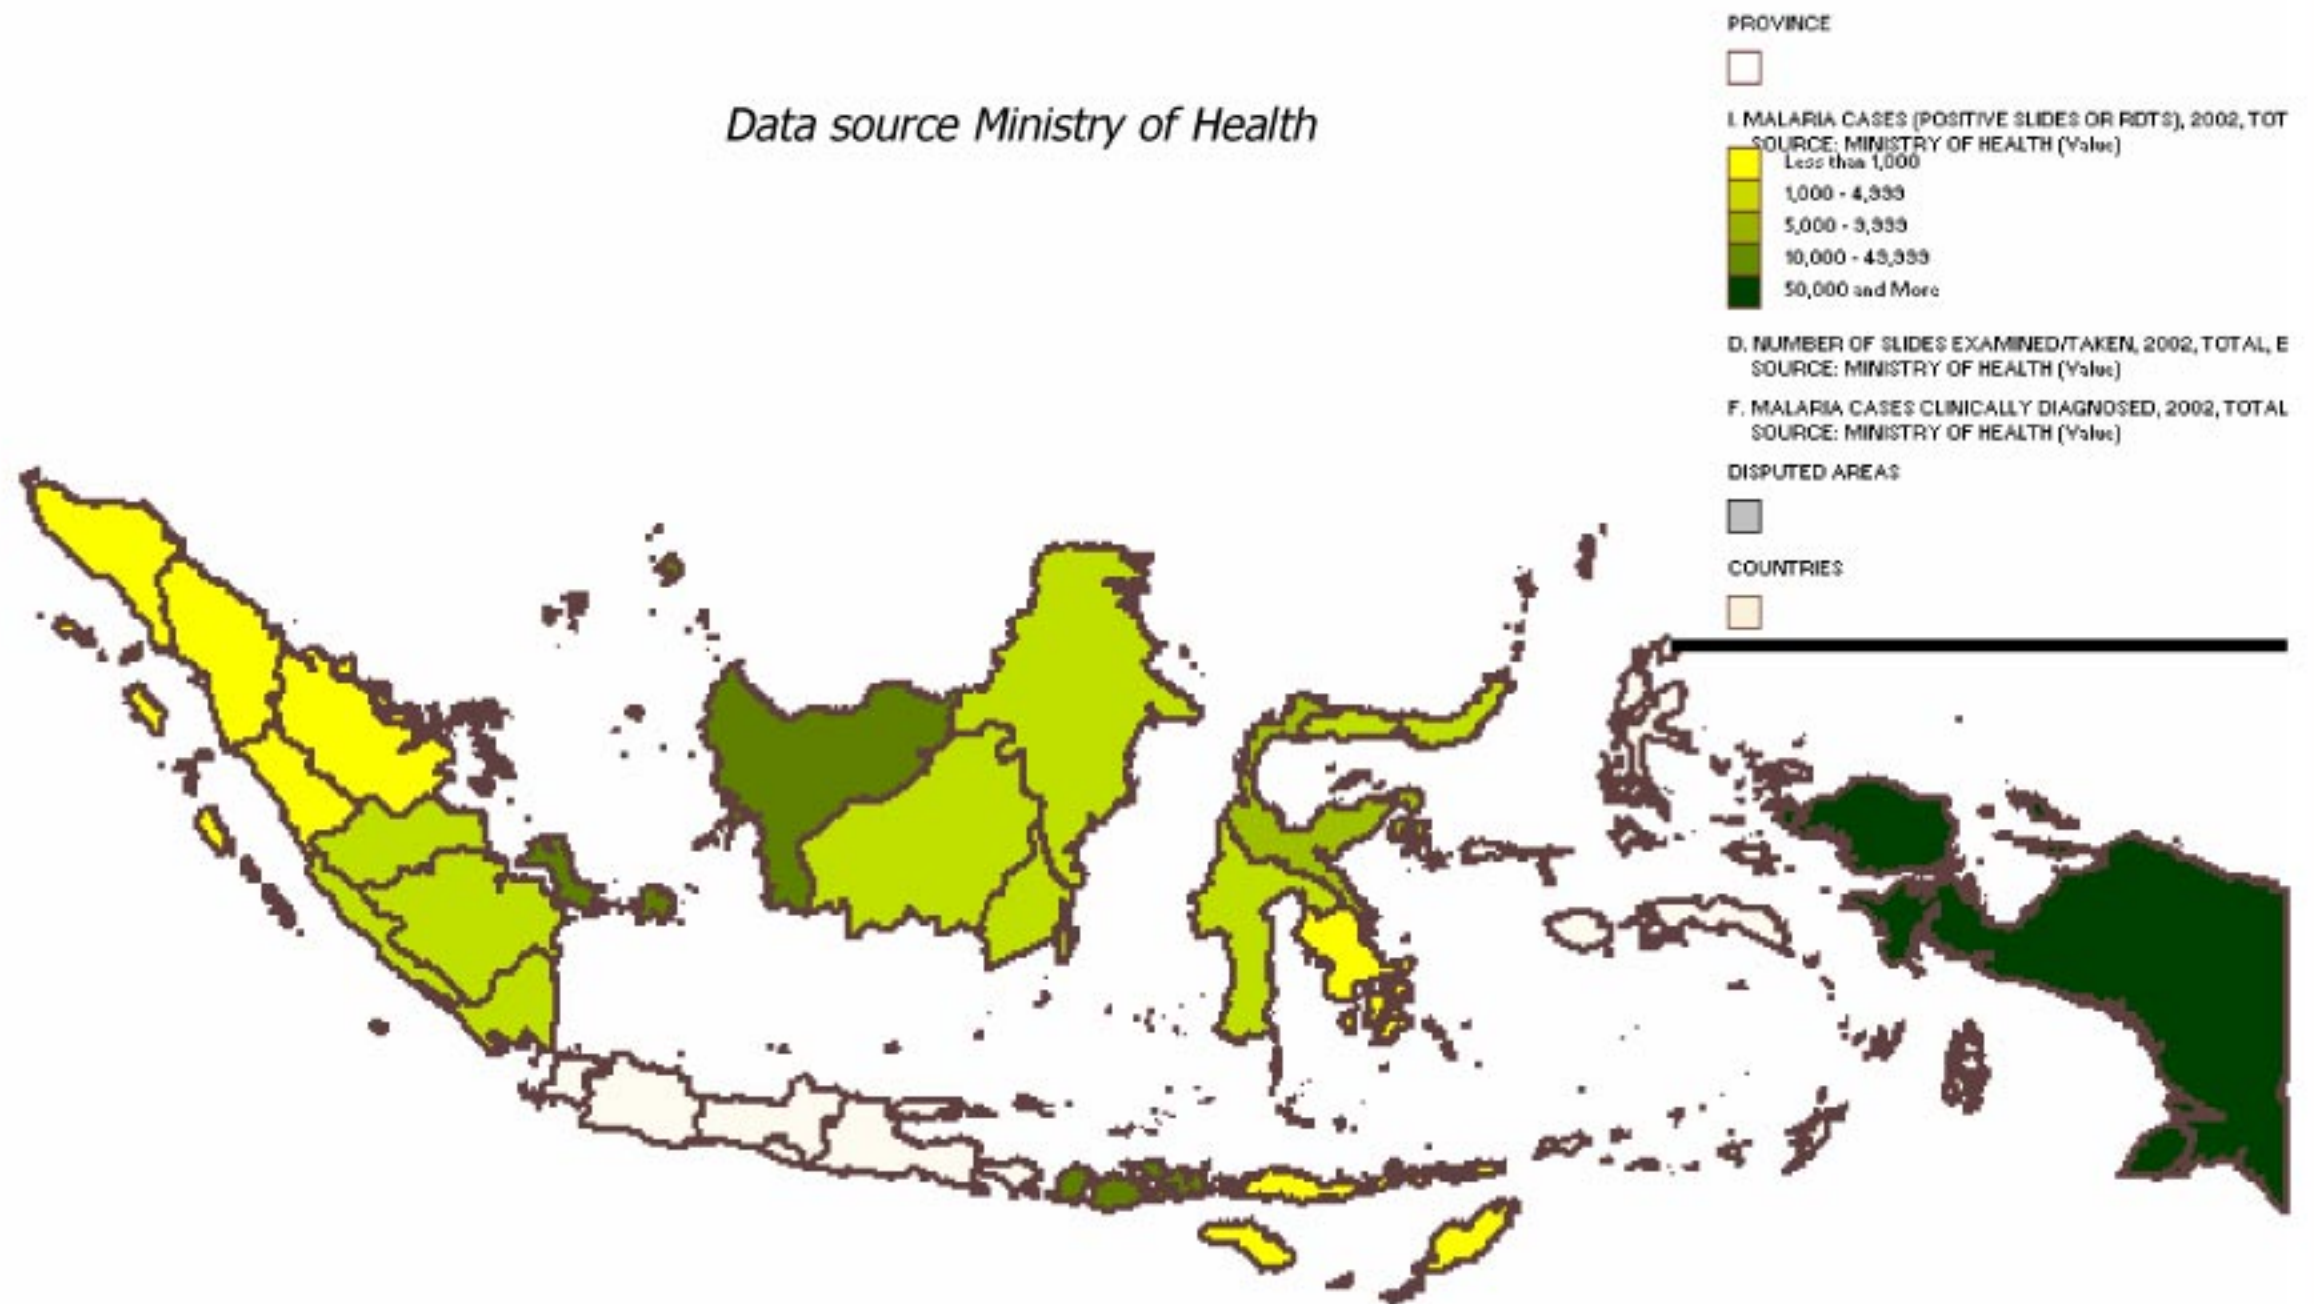 PROVINCE
Data source Ministry of Health
I. MALARIA CASES (POSITIVE SLIDES OR RDTS), 2002, TOT
SOURCE: MINISTRY OF HEALTH (Value)
Less than 1,000
1,000 - 4,999
5,000 - 9,999
10,000 - 49,999
50,000 and More
D. NUMBER OF SLIDES EXAMINED/TAKEN, 2002, TOTAL, E
SOURCE: MINISTRY OF HEALTH (Value)
F. MALARIA CASES CLINICALLY DIAGNOSED, 2002, TOTAL
SOURCE: MINISTRY OF HEALTH (Value)
DISPUTED AREAS
COUNTRIES